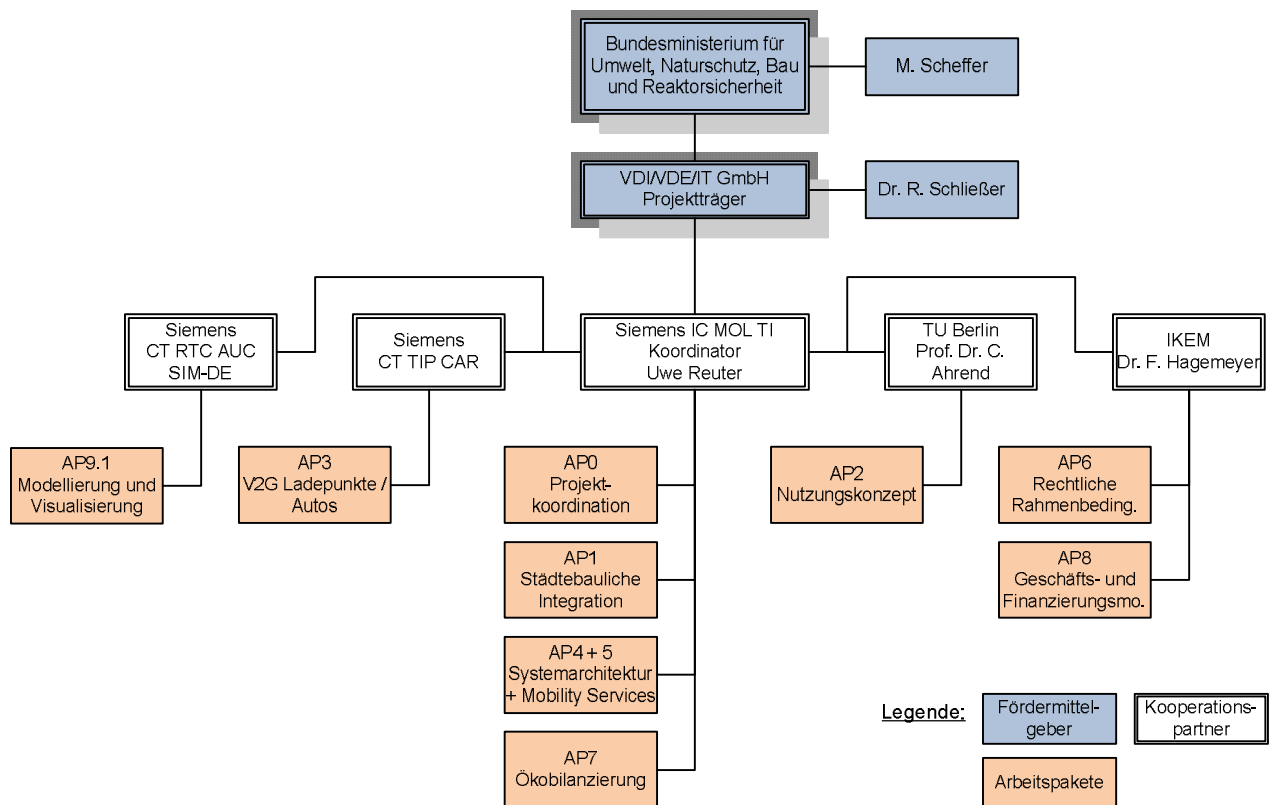 Bundesministerium für
Umwelt, Naturschutz, Bau
und Reaktorsicherheit
M. Scheffer
VDI/VDE/IT GmbH
Projektträger
Dr. R. Schließer
Siemens
CT RTC AUC
SIM-DE
Siemens
CT TIP CAR
Siemens IC MOL TI
Koordinator
Uwe Reuter
TU Berlin
Prof. Dr. C.
Ahrend
IKEM
Dr. F. Hagemeyer
AP9.1
Modellierung und
Visualisierung
AP3
V2G Ladepunkte /
Autos
AP0
Projekt-
koordination
AP2
Nutzungskonzept
AP6
Rechtliche
Rahmenbeding.
AP1
Städtebauliche
Integration
AP8
Geschäfts- und
Finanzierungsmo.
AP4 + 5
Systemarchitektur
+ Mobility Services
AP7
Ökobilanzierung
Legende:
Fördermittel-
geber
Kooperations-
partner
Arbeitspakete